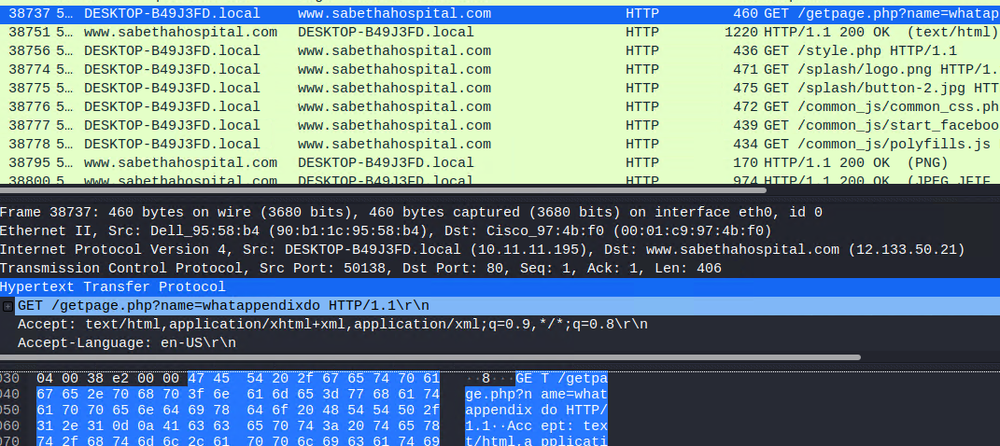 38737 5… DESKTOP-B49J3FD.local www.sabethahospital.com HTTP 460 GET /getpage.php?name=whatap
38751 5… www.sabethahospital.com DESKTOP-B49J3FD.local HTTP 1220 HTTP/1.1 200 OK (text/html)
38756 5… DESKTOP-B49J3FD.local www.sabethahospital.com HTTP 436 GET /style.php HTTP/1.1
38774 5… DESKTOP-B49J3FD.local www.sabethahospital.com HTTP 471 GET /splash/logo.png HTTP/1.
38775 5… DESKTOP-B49J3FD.local www.sabethahospital.com HTTP 475 GET /splash/button-2.jpg HTT
38776 5… DESKTOP-B49J3FD.local www.sabethahospital.com HTTP 472 GET /common_js/common_css.ph
38777 5… DESKTOP-B49J3FD.local www.sabethahospital.com HTTP 439 GET /common_js/start_faceboo
38778 5… DESKTOP-B49J3FD.local www.sabethahospital.com HTTP 434 GET /common_js/polyfills.js
38795 5… www.sabethahospital.com DESKTOP-B49J3FD.local HTTP 170 HTTP/1.1 200 OK (PNG)
38800 5… www.sabethahospital.com DESKTOP-B49J3FD.local HTTP 974 HTTP/1.1 200 OK (JPEG JFIF
Frame 38737: 460 bytes on wire (3680 bits), 460 bytes captured (3680 bits) on interface eth0, id 0
Ethernet II, Src: Dell_95:58:b4 (90:b1:1c:95:58:b4), Dst: Cisco_97:4b:f0 (00:01:c9:97:4b:f0)
Internet Protocol Version 4, Src: DESKTOP-B49J3FD.local (10.11.11.195), Dst: www.sabethahospital.com (12.133.50.21)
Transmission Control Protocol, Src Port: 50138, Dst Port: 80, Seq: 1, Ack: 1, Len: 406
Hypertext Transfer Protocol
GET /getpage.php?name=whatappendixdo HTTP/1.1\r\n
Accept: text/html,application/xhtml+xml,application/xml;q=0.9,*/*;q=0.8\r\n
Accept-Language: en-US\r\n
030 04 00 38 e2 00 00 47 45 54 20 2f 67 65 74 70 61 ··8···GE T /getpa
040 67 65 2e 70 68 70 3f 6e 61 6d 65 3d 77 68 61 74 ge.php?n ame=what
050 61 70 70 65 6e 64 69 78 64 6f 20 48 54 54 50 2f appendix do HTTP/
060 31 2e 31 0d 0a 41 63 63 65 70 74 3a 20 74 65 78 1.1··Acc ept: tex
070 74 2f 68 74 6d 6c 2c 61 70 70 6c 69 63 61 74 69 t/html,a pplicati